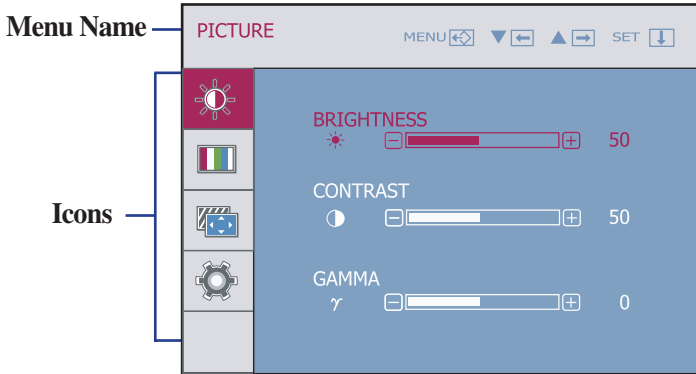 Menu Name
PICTURE MENU SET
BRIGHTNESS
50
CONTRAST
50
Icons
GAMMA
γ 0